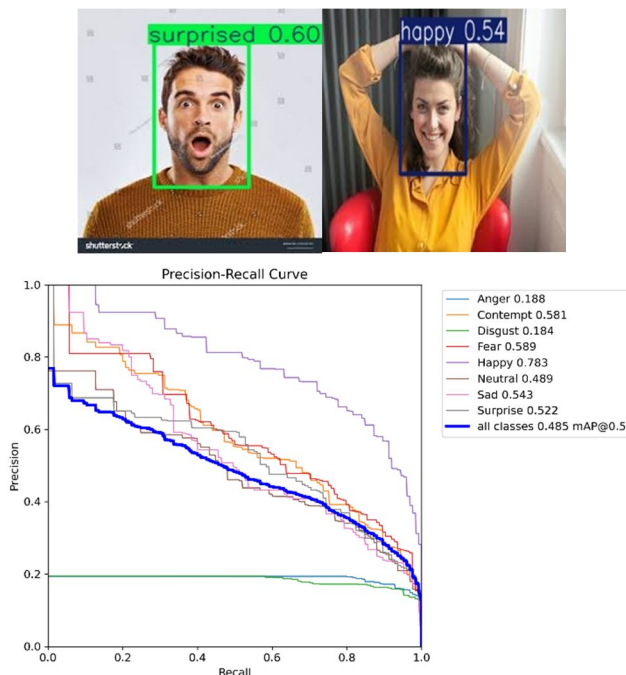 surprised 0.60
happy 0.54
shutterstock
Precision-Recall Curve
1.0
0.8
0.6
0.4
0.2
0.0
Precision
0.0 0.2 0.4 0.6 0.8 1.0
Recall
Anger 0.188
Contempt 0.581
Disgust 0.184
Fear 0.589
Happy 0.783
Neutral 0.489
Sad 0.543
Surprise 0.522
all classes 0.485 mAP@0.5